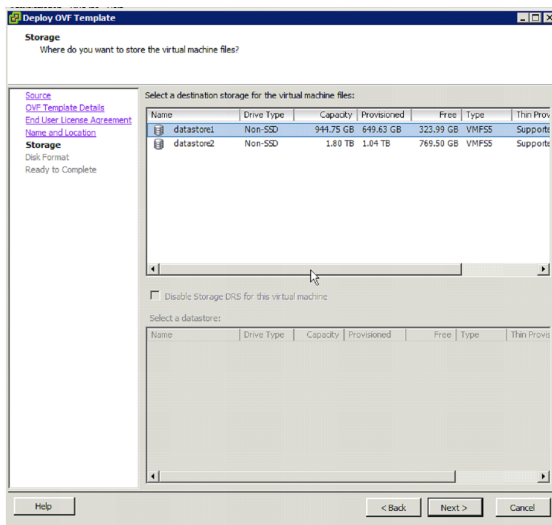 Deploy OVF Template
Storage
Where do you want to store the virtual machine files?
Source
OVF Template Details
End User License Agreement
Name and Location
Storage
Disk Format
Ready to Complete
Select a destination storage for the virtual machine files:
Name Drive Type Capacity Provisioned Free Type Thin Prov
datastore1 Non-SSD 944.75 GB 649.63 GB 323.99 GB VMFS5 Supporte
datastore2 Non-SSD 1.80 TB 1.04 TB 769.50 GB VMFS5 Supporte
Disable Storage DRS for this virtual machine
Select a datastore:
Name Drive Type Capacity Provisioned Free Type Thin Provis
Help < Back Next > Cancel